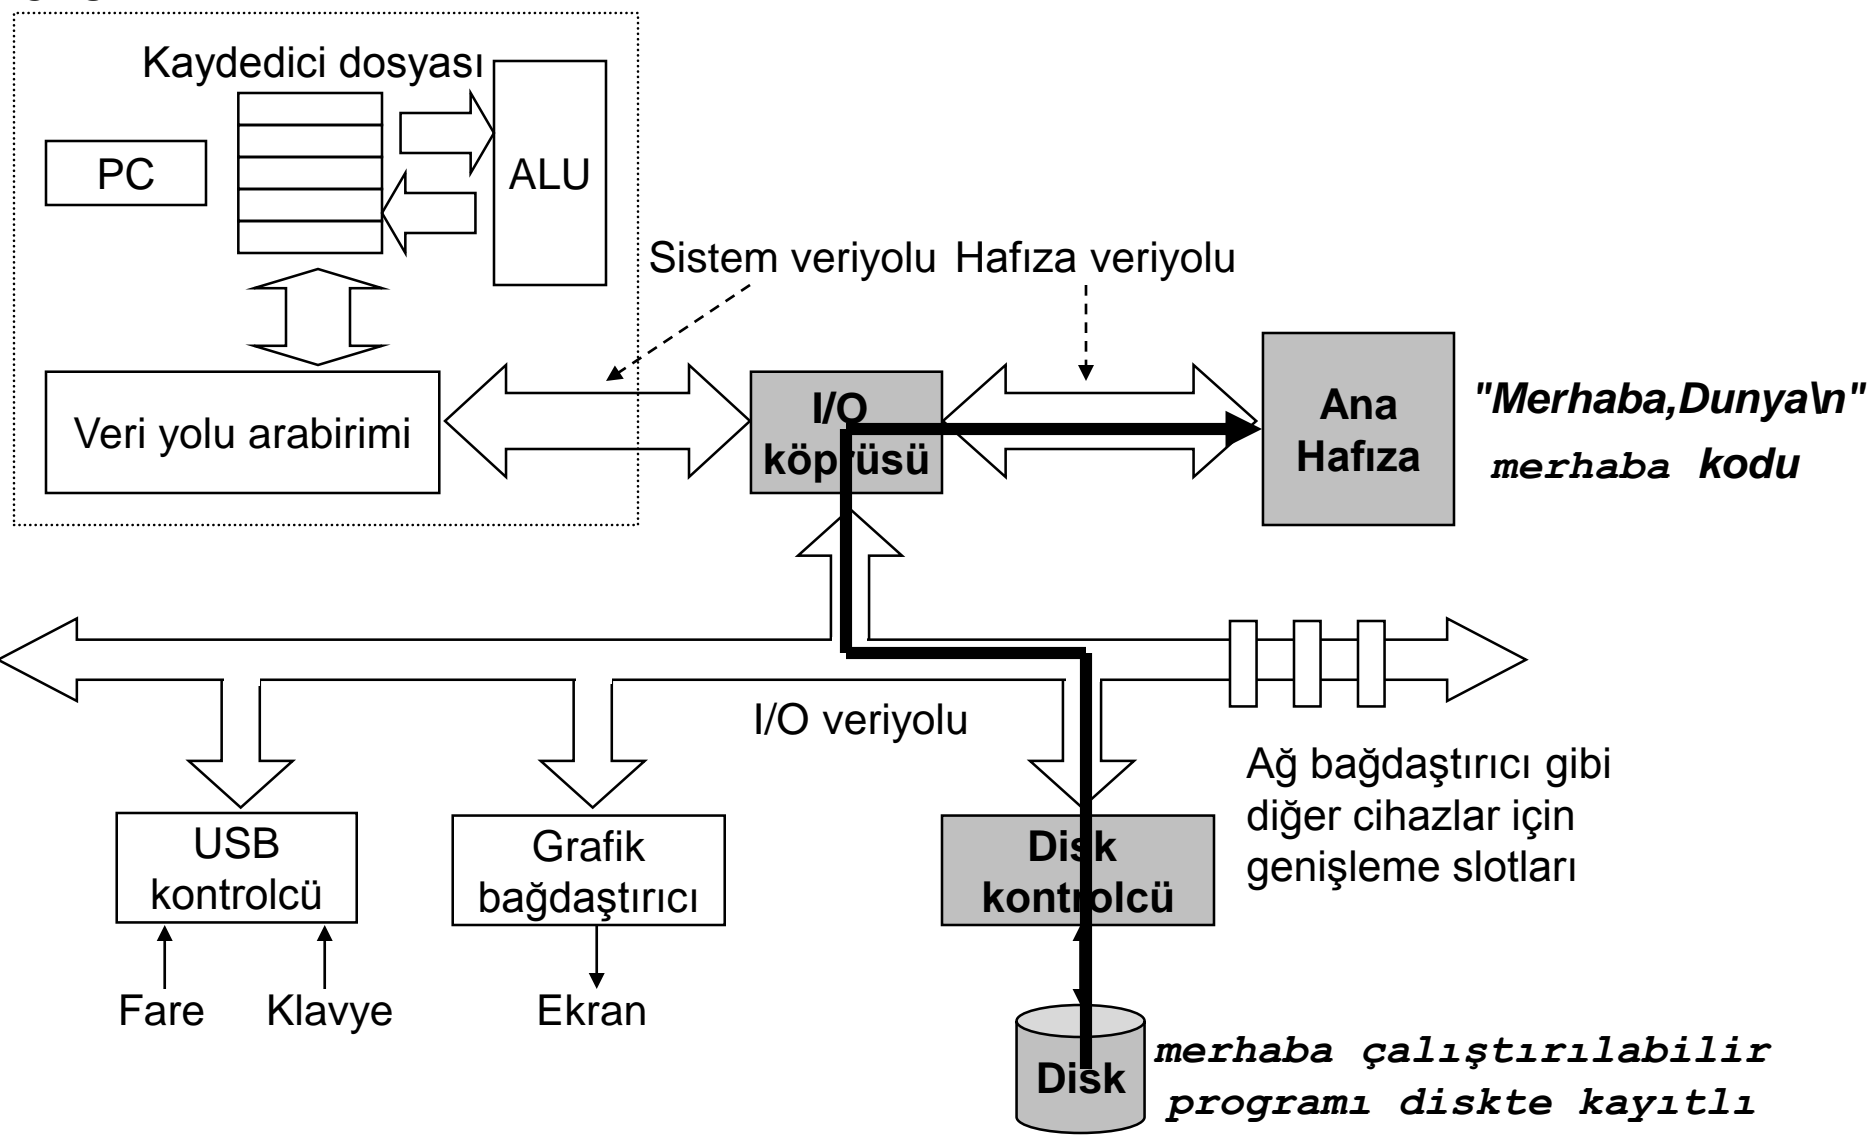 Kaydedici dosyası
PC
ALU
Sistem veriyolu
Hafıza veriyolu
Veri yolu arabirimi
I/O
köprüsü
Ana
Hafıza
"Merhaba,Dunya\n"
merhaba kodu
I/O veriyolu
Ağ bağdaştırıcı gibi
diğer cihazlar için
genişleme slotları
USB
kontrolcü
Grafik
bağdaştırıcı
Disk
kontrolcü
Fare
Klavye
Ekran
Disk
merhaba çalıştırılabilir
programı diskte kayıtlı